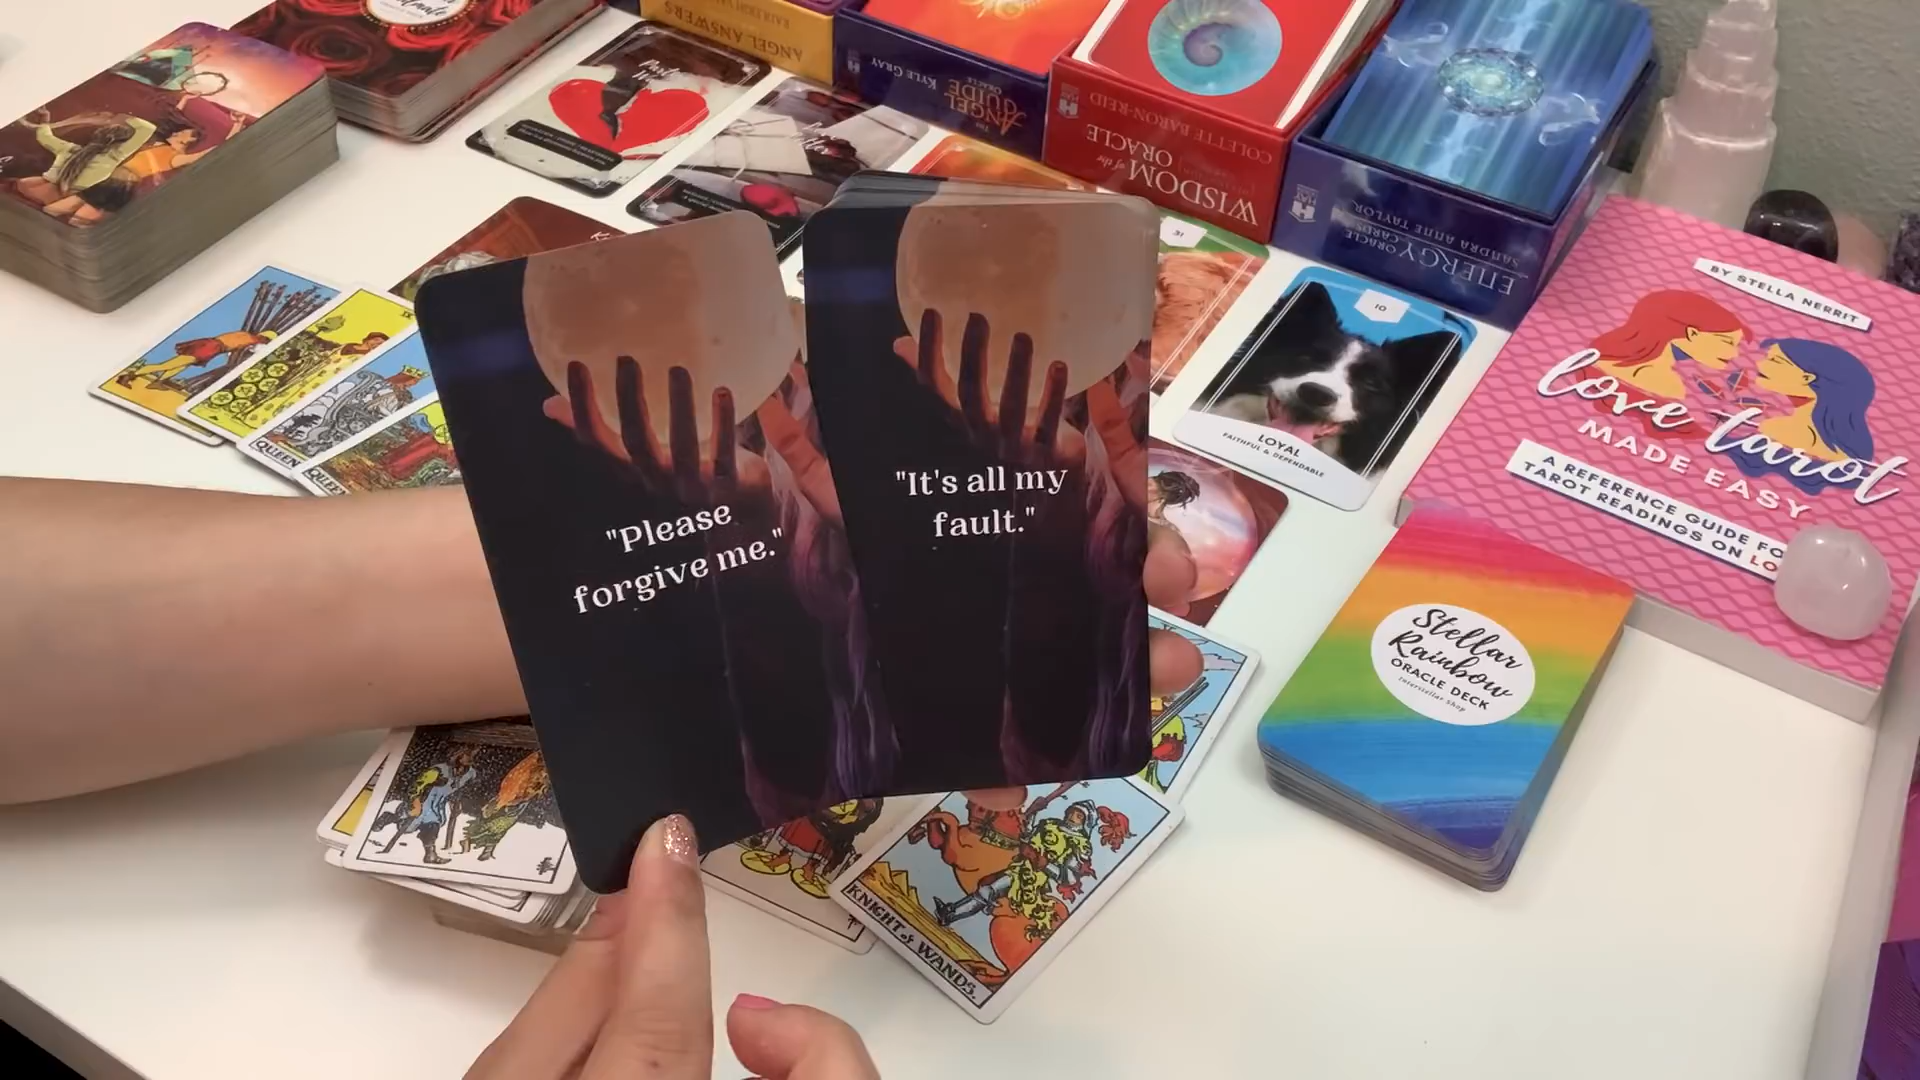 ANGEL ANSWERS
The
ANGEL
GUIDE
ORACLE
KYLE GRAY
WISDOM
of the
ORACLE
COLETTE BARON-REID
ENERGY
ORACLE
CARDS
SANDRA ANNE TAYLOR
BY STELLA NERRIT
love tarot
MADE EASY
A REFERENCE GUIDE FO
TAROT READINGS ON LO
10
LOYAL
FAITHFUL & DEPENDABLE
"Please
forgive me."
"It's all my
fault."
Stellar
Rainbow
ORACLE DECK
Interstellar Shop
QUEEN
QUEEN
KNIGHT of WANDS.